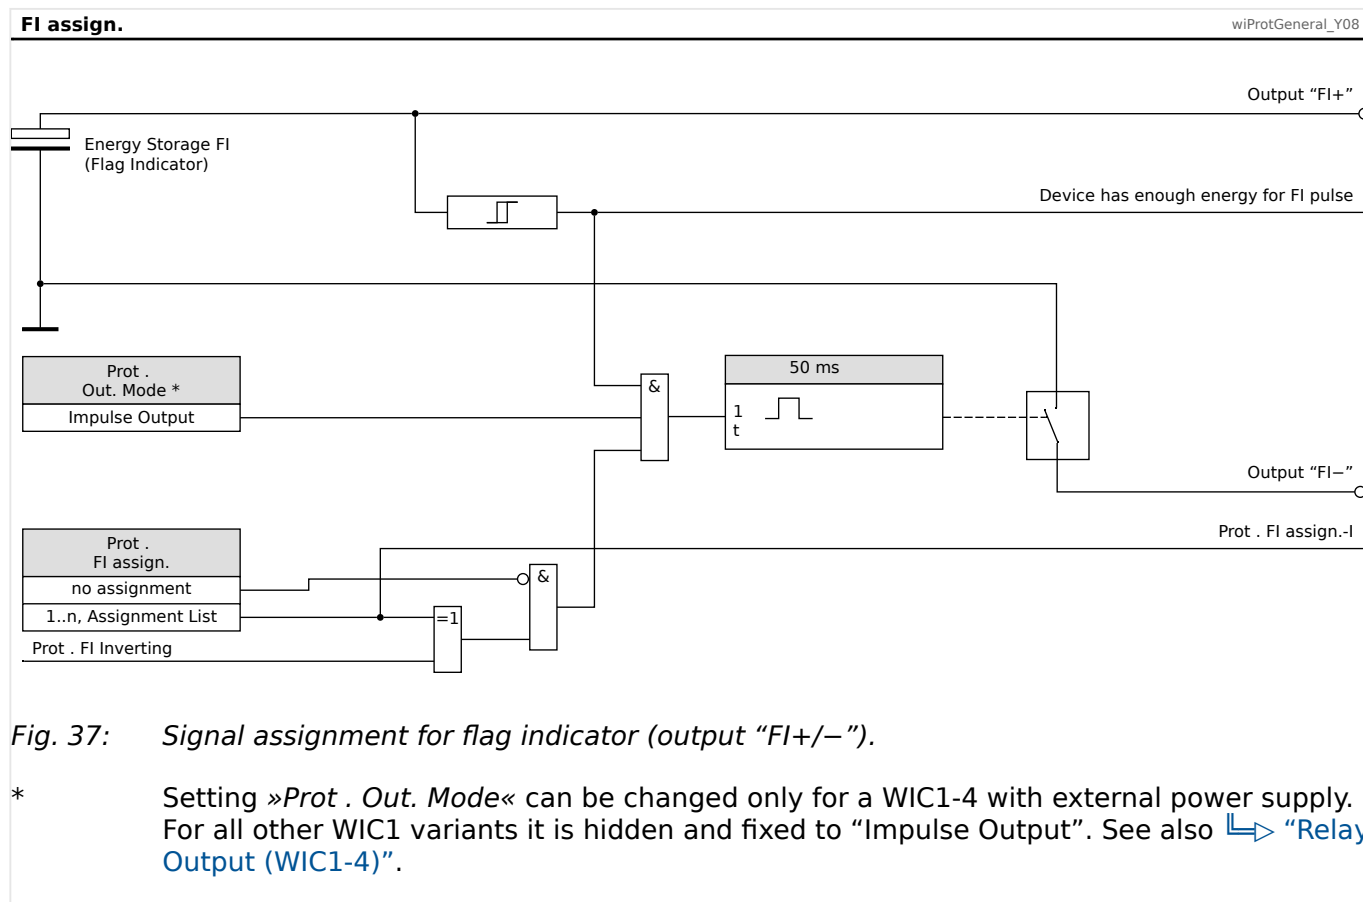 FI assign.
wiProtGeneral_Y08
Output “FI+”
Energy Storage FI
(Flag Indicator)
Device has enough energy for FI pulse
Prot .
Out. Mode *
Impulse Output
&
50 ms
1
t
Output “FI−”
Prot . FI assign.-I
Prot .
FI assign.
no assignment
1..n, Assignment List
&
=1
Prot . FI Inverting
Fig. 37: Signal assignment for flag indicator (output “FI+/−”).
* Setting »Prot . Out. Mode« can be changed only for a WIC1-4 with external power supply.
For all other WIC1 variants it is hidden and fixed to “Impulse Output”. See also “Relay
Output (WIC1-4)”.